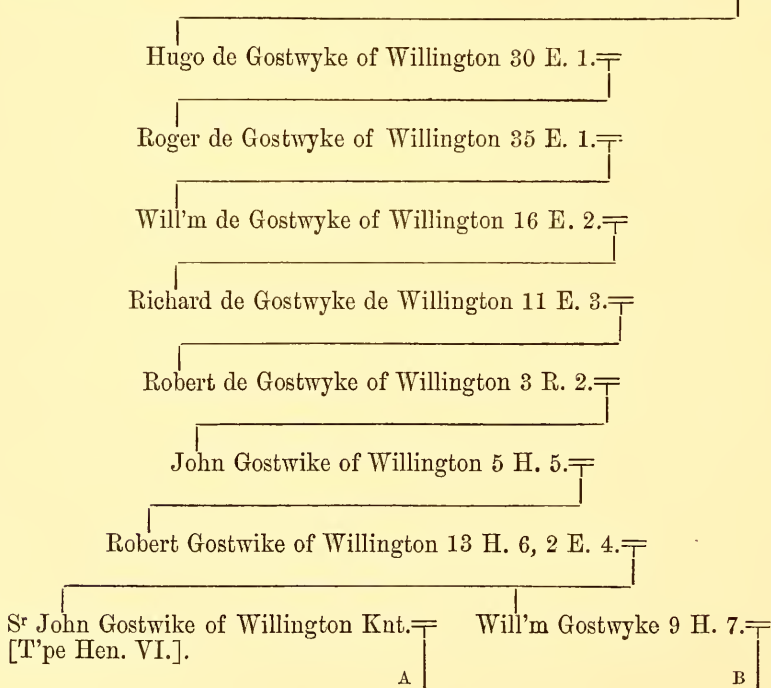 Hugo de Gostwyke of Willington 30 E. 1.
Roger de Gostwyke of Willington 35 E. 1.
Will'm de Gostwyke of Willington 16 E. 2.
Richard de Gostwyke de Willington 11 E. 3.
Robert de Gostwyke of Willington 3 R. 2.
John Gostwike of Willington 5 H. 5.
Robert Gostwike of Willington 13 H. 6, 2 E. 4.
Sr John Gostwike of Willington Knt. Will'm Gostwyke 9 H. 7.
[T'pe Hen. VI.].
A B